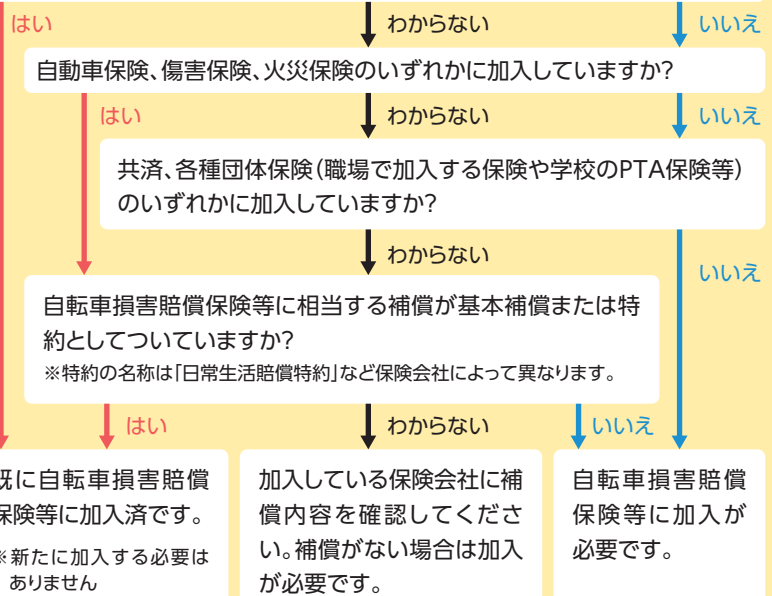 はい
わからない
いいえ
自動車保険、傷害保険、火災保険のいずれかに加入していますか?
はい
わからない
いいえ
共済、各種団体保険(職場で加入する保険や学校のPTA保険等)
のいずれかに加入していますか?
わからない
いいえ
自転車損害賠償保険等に相当する補償が基本補償または特
約としてついていますか?
※特約の名称は「日常生活賠償特約」など保険会社によって異なります。
はい
わからない
いいえ
既に自転車損害賠償
保険等に加入済です。
※新たに加入する必要は
ありません
加入している保険会社に補
償内容を確認してくださ
い。補償がない場合は加入
が必要です。
自転車損害賠償
保険等に加入が
必要です。